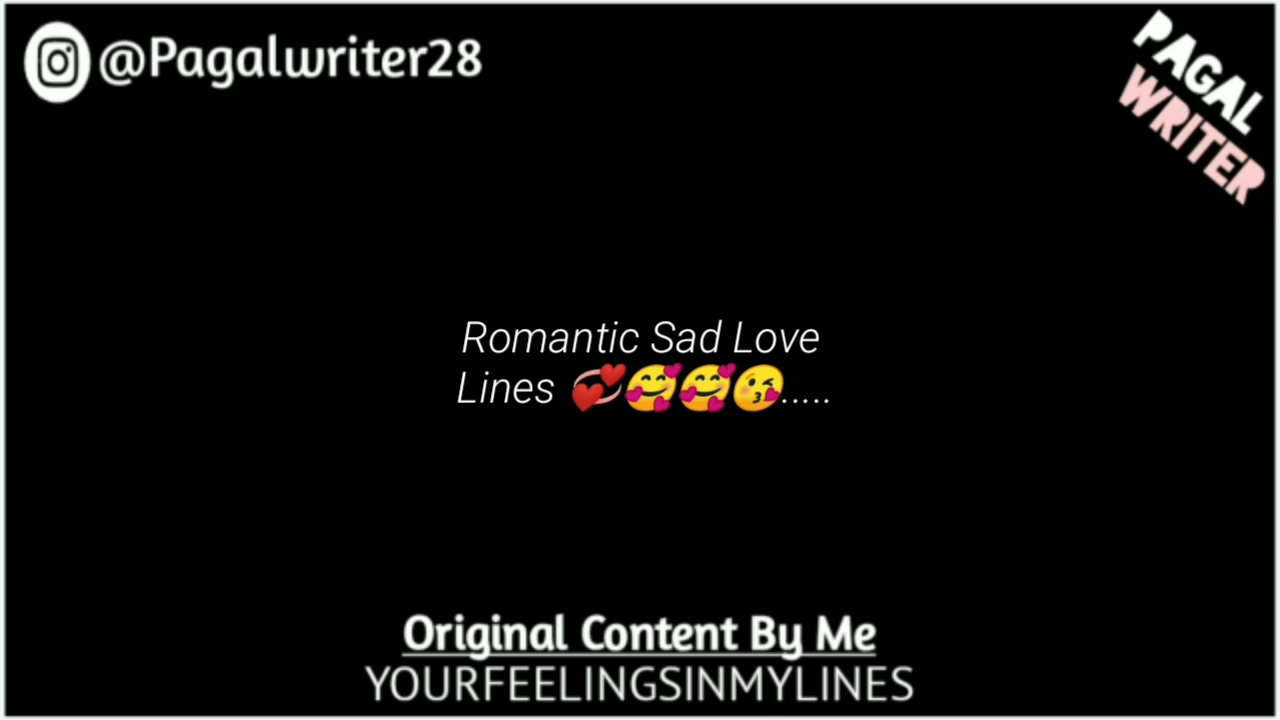 @Pagalwriter28
PAGAL
WRITER
Romantic Sad Love
Lines 💞🥰🥰😘.....
Original Content By Me
YOURFEELINGSINMYLINES